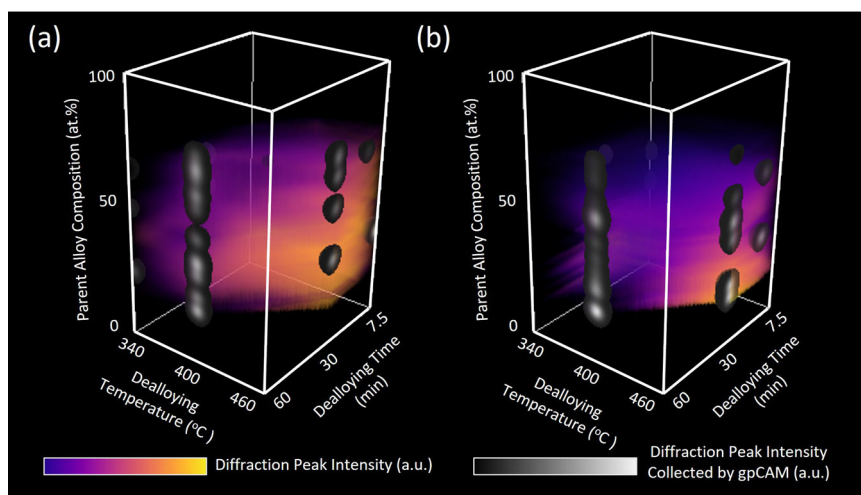 (a)
(b)
Parent Alloy Composition (at.%)
100
50
0
340
400
460
Dealloying
Temperature (°C )
60
30
7.5
Dealloying Time
(min)
Parent Alloy Composition (at.%)
100
50
0
340
400
460
Dealloying
Temperature (°C )
60
30
7.5
Dealloying Time
(min)
Diffraction Peak Intensity (a.u.)
Diffraction Peak Intensity
Collected by gpCAM (a.u.)